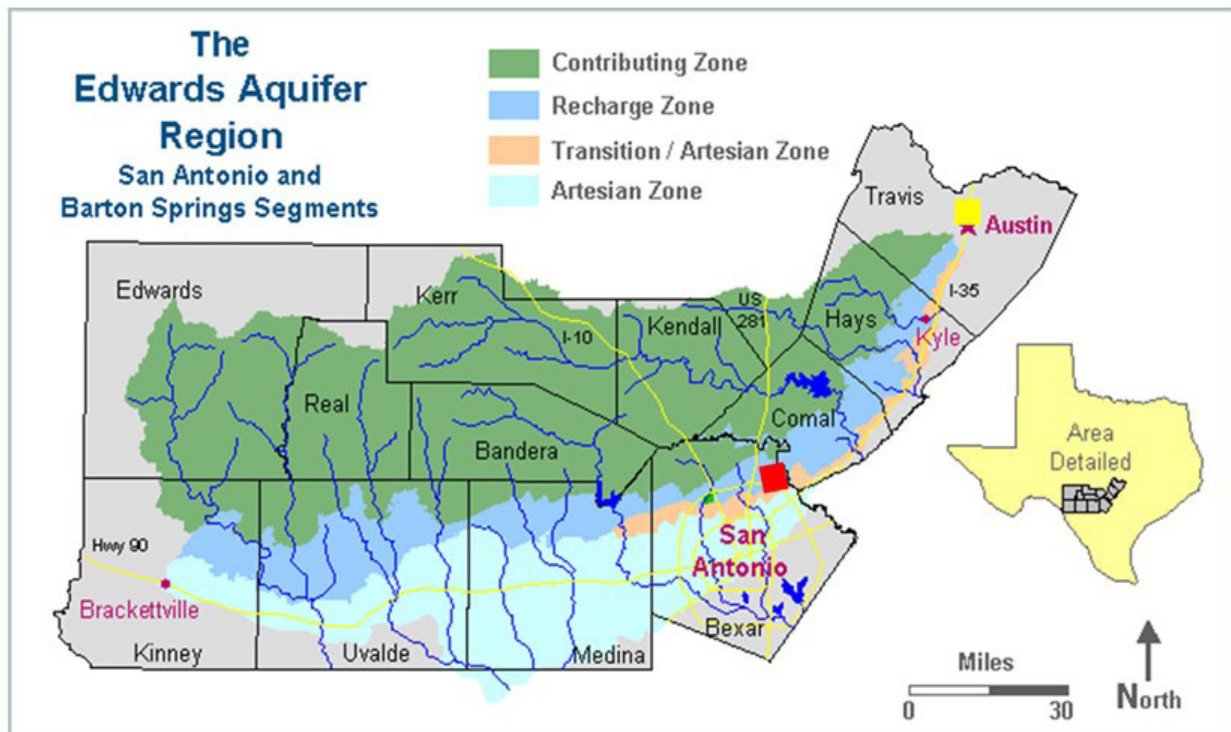 The
Edwards Aquifer
Region
San Antonio and
Barton Springs Segments
Contributing Zone
Recharge Zone
Transition / Artesian Zone
Artesian Zone
Travis
Austin
Edwards
Kerr
I-10
Kendall
US
281
Hays
I-35
Kyle
Real
Bandera
Comal
Area
Detailed
Hwy 90
San
Antonio
Brackettville
Bexar
Kinney
Uvalde
Medina
Miles
0
30
North